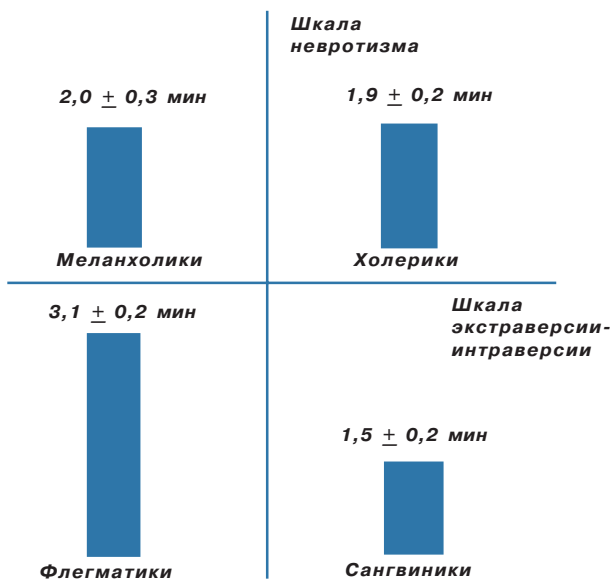 Шкала
невротизма
2,0 ± 0,3 мин
1,9 ± 0,2 мин
Меланхолики
Холерики
3,1 ± 0,2 мин
Шкала
экстраверсии-
интраверсии
1,5 ± 0,2 мин
Флегматики
Сангвиники